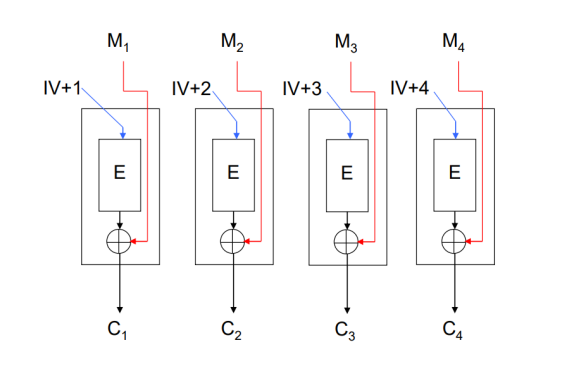 M₁ M₂ M₃ M₄
IV+1 IV+2 IV+3 IV+4
E E E E
C₁ C₂ C₃ C₄